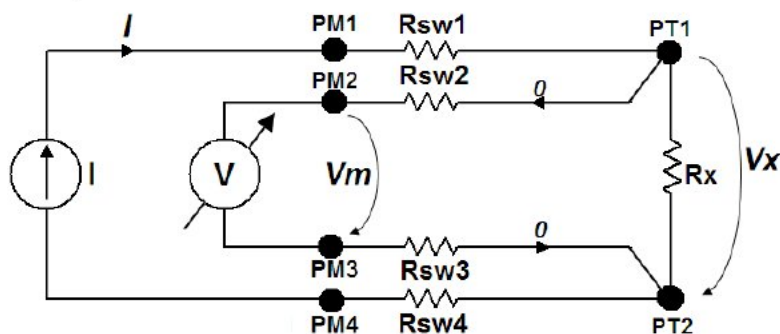 I PM1 Rsw1 PT1
PM2 Rsw2 0
I V Vm Rx Vx
0
PM3 Rsw3
PM4 Rsw4 PT2